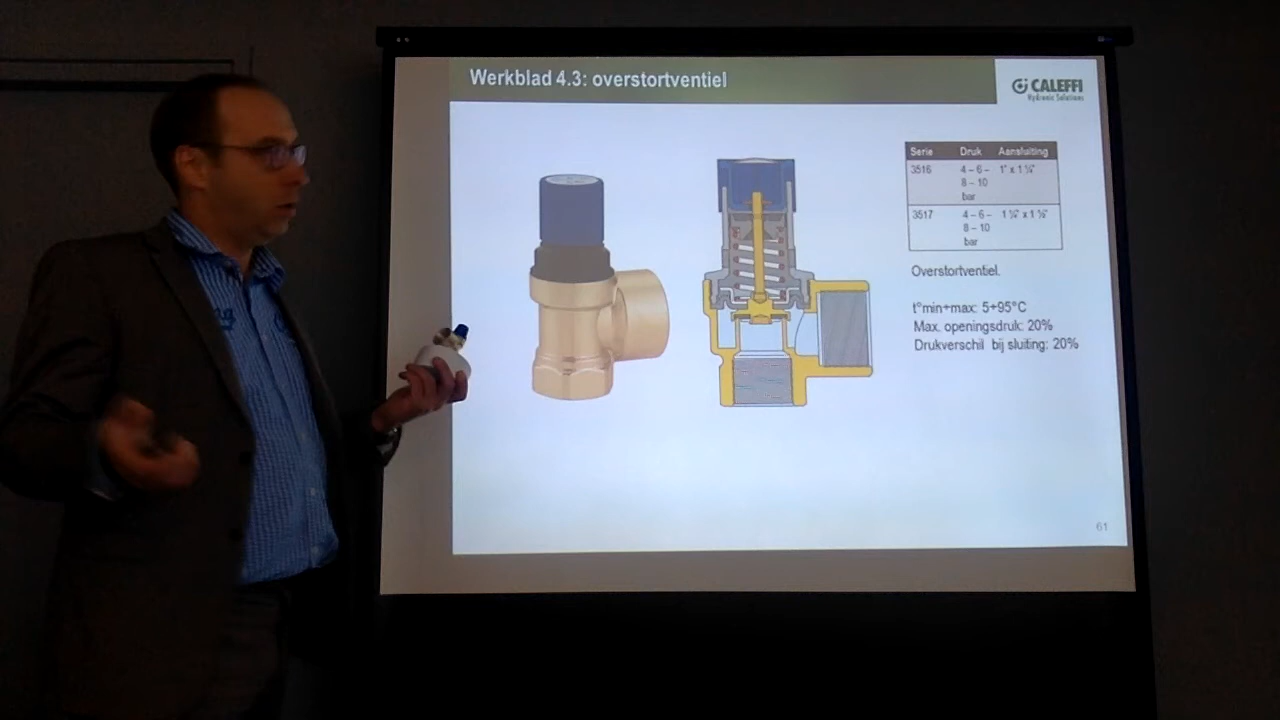 Werkblad 4.3: overstortventiel
CALEFFI
Hydronic Solutions
Serie Druk Aansluiting
3516 4 – 6 – 1" x 1 ¼"
8 – 10
bar
3517 4 – 6 – 1 ¼" x 1 ½"
8 – 10
bar
Overstortventiel.
t°min+max: 5+95°C
Max. openingsdruk: 20%
Drukverschil bij sluiting: 20%
61